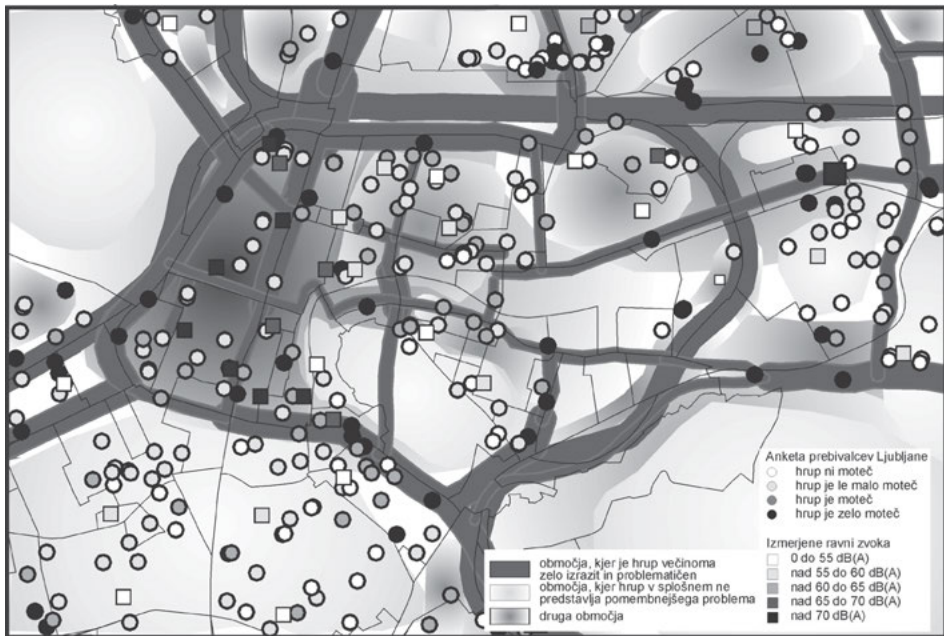 Anketa prebivalcev Ljubljane
hrup ni moteč
hrup je le malo moteč
hrup je moteč
hrup je zelo moteč
Izmerjene ravni zvoka
0 do 55 dB(A)
nad 55 do 60 dB(A)
nad 60 do 65 dB(A)
nad 65 do 70 dB(A)
nad 70 dB(A)
območja, kjer je hrup večinoma
zelo izrazit in problematičen
območja, kjer hrup v splošnem ne
predstavlja pomembnejšega problema
druga območja